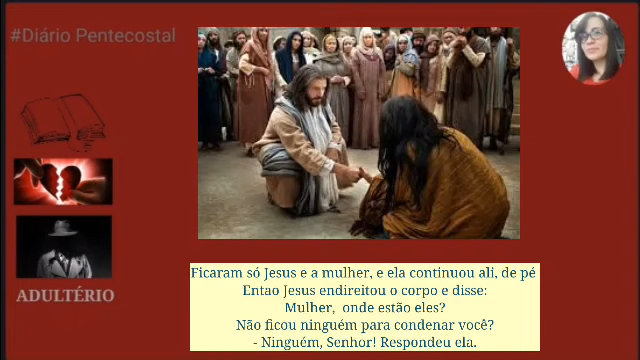 #Diário Pentecostal
ADULTÉRIO
Ficaram só Jesus e a mulher, e ela continuou ali, de pé
Entao Jesus endireitou o corpo e disse:
Mulher, onde estão eles?
Não ficou ninguém para condenar você?
- Ninguém, Senhor! Respondeu ela.